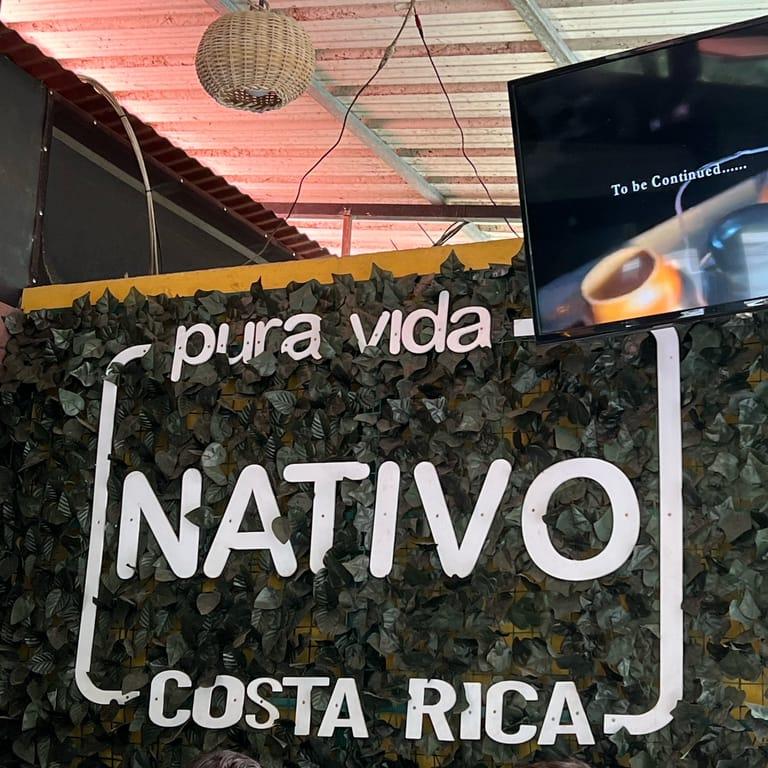 To be Continued......
pura vida
NATIVO
COSTA RICA